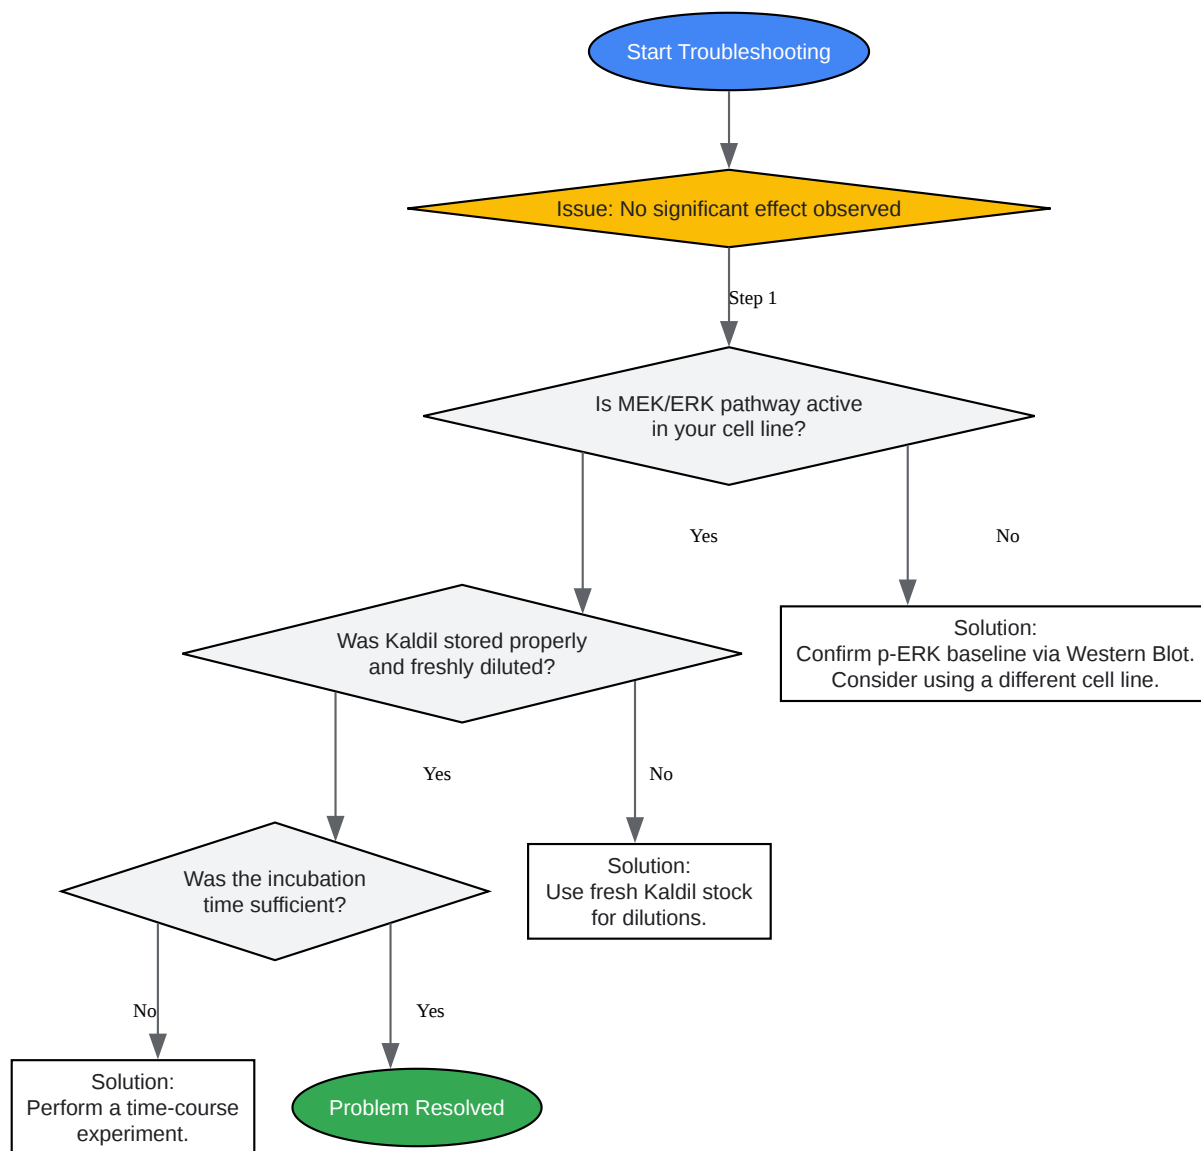 Start Troubleshooting
Issue: No significant effect observed
Step 1
Is MEK/ERK pathway active
in your cell line?
Yes
No
Was Kaldil stored properly
and freshly diluted?
Solution:
Confirm p-ERK baseline via Western Blot.
Consider using a different cell line.
Yes
No
Was the incubation
time sufficient?
Solution:
Use fresh Kaldil stock
for dilutions.
No
Yes
Solution:
Perform a time-course
experiment.
Problem Resolved